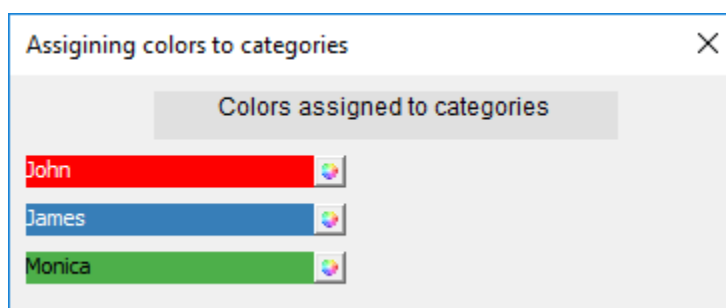 Assigining colors to categories
Colors assigned to categories
John
James
Monica